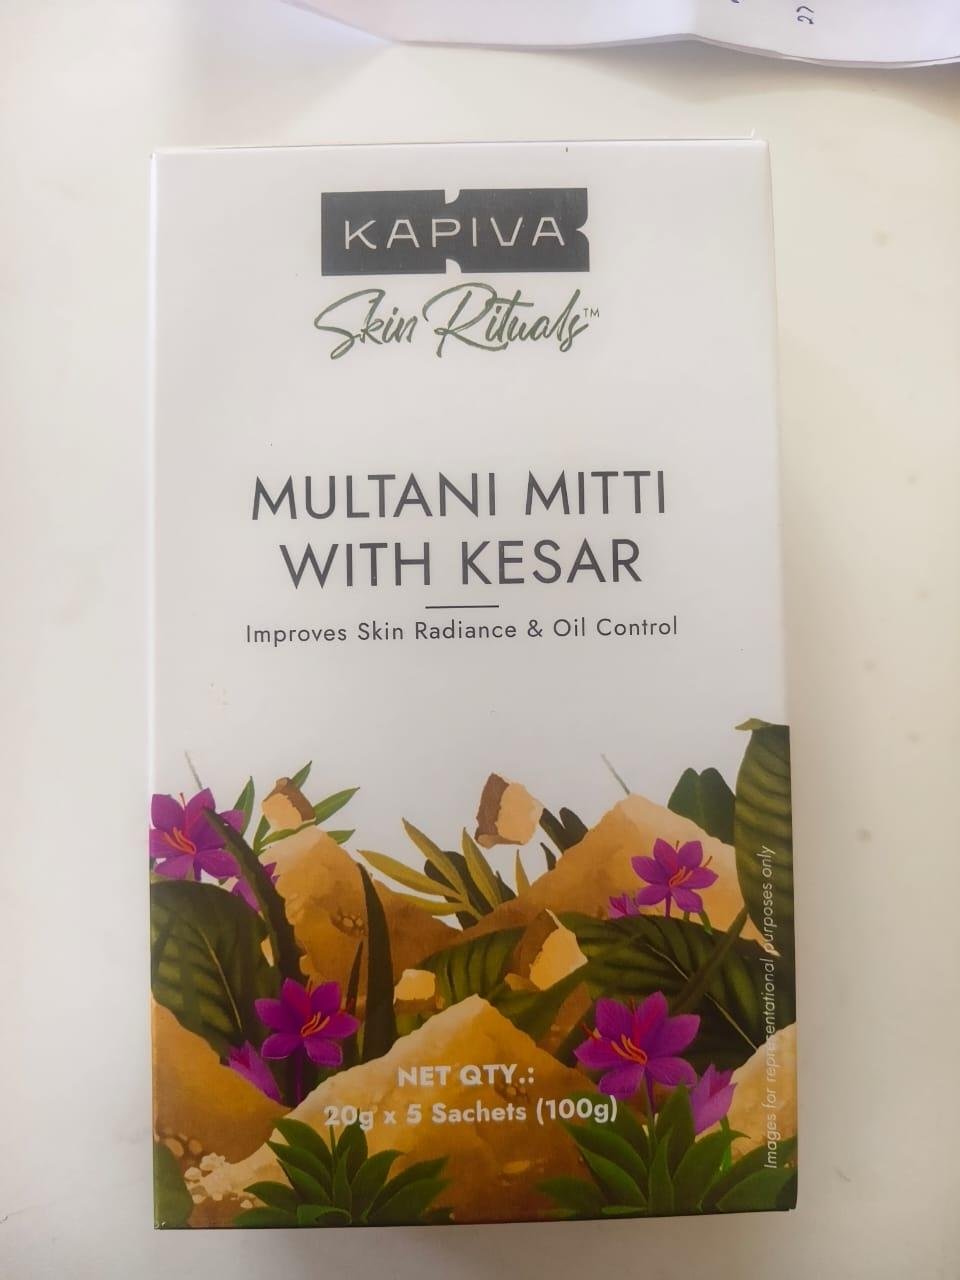 27
KAPIVA
Skin Rituals™
MULTANI MITTI
WITH KESAR
Improves Skin Radiance & Oil Control
NET QTY.:
20g x 5 Sachets (100g)
Images for representational purposes only